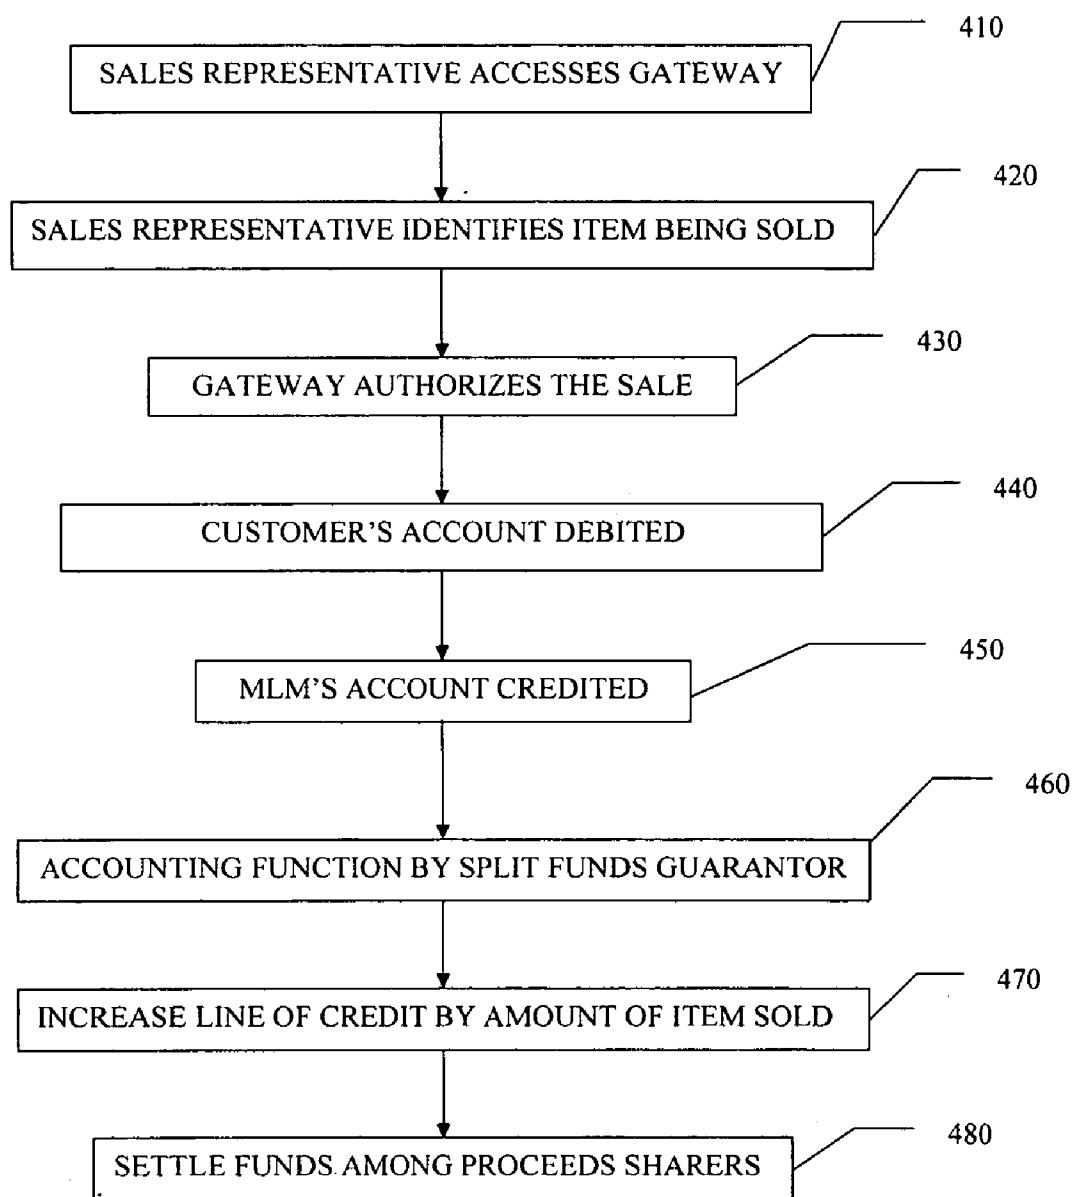 410
SALES REPRESENTATIVE ACCESSES GATEWAY
420
SALES REPRESENTATIVE IDENTIFIES ITEM BEING SOLD
430
GATEWAY AUTHORIZES THE SALE
440
CUSTOMER'S ACCOUNT DEBITED
450
MLM'S ACCOUNT CREDITED
460
ACCOUNTING FUNCTION BY SPLIT FUNDS GUARANTOR
470
INCREASE LINE OF CREDIT BY AMOUNT OF ITEM SOLD
480
SETTLE FUNDS AMONG PROCEEDS SHARERS